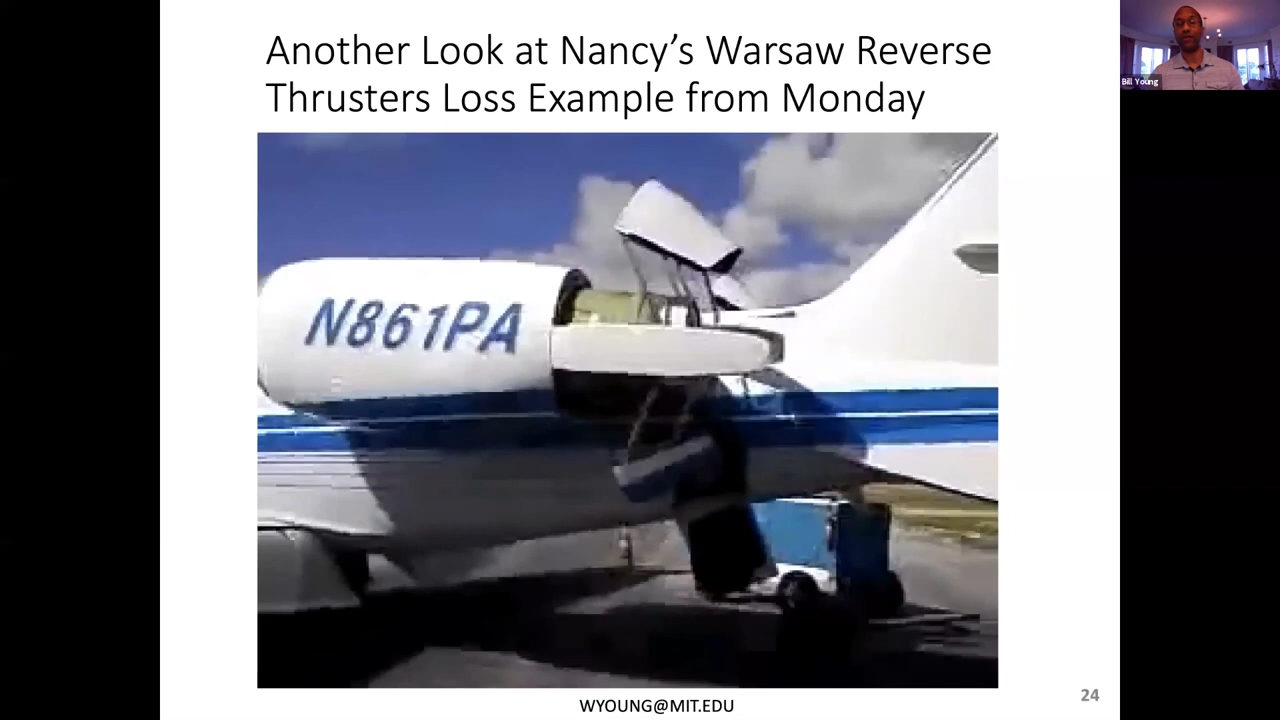 Another Look at Nancy's Warsaw Reverse
Thrusters Loss Example from Monday
Bill Young
N861PA
WYOUNG@MIT.EDU
24